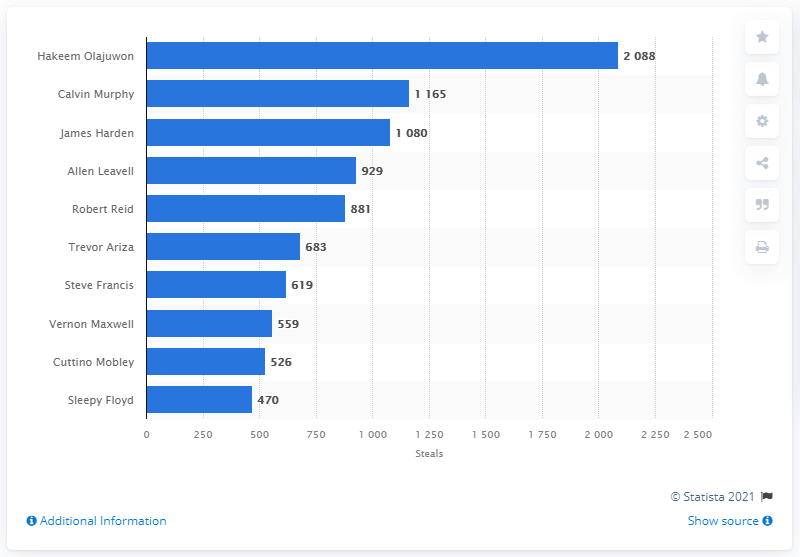 Hakeem Olajuwon 2 088
Calvin Murphy 1 165
James Harden 1 080
Allen Leavell 929
Robert Reid 881
Trevor Ariza 683
Steve Francis 619
Vernon Maxwell 559
Cuttino Mobley 526
Sleepy Floyd 470
0 250 500 750 1 000 1 250 1 500 1 750 2 000 2 250 2 500
Steals
© Statista 2021
Additional Information
Show source